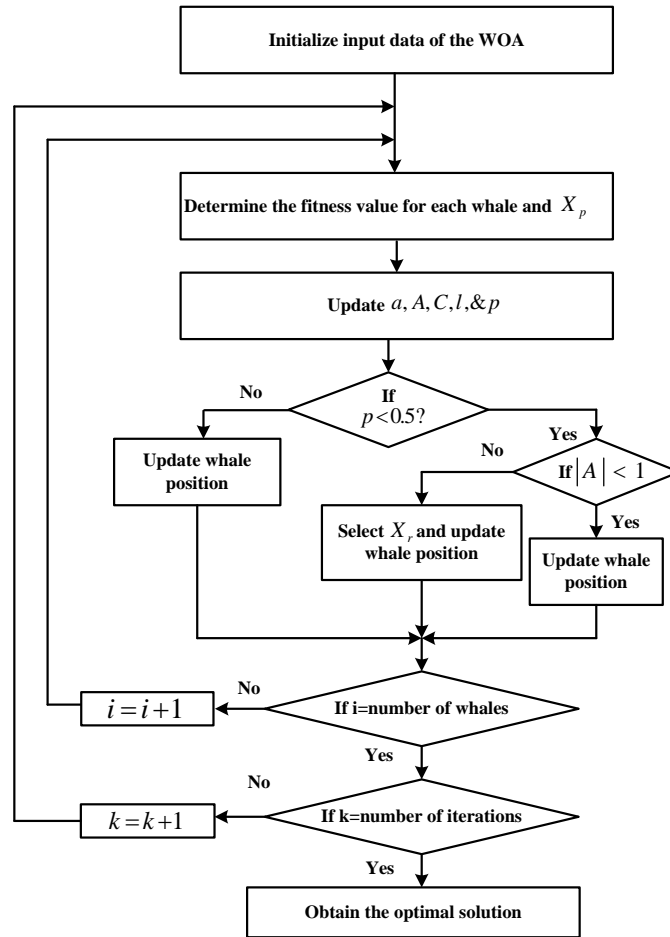 Initialize input data of the WOA
Determine the fitness value for each whale and X_p
Update a, A, C, l, & p
If
p<0.5?
No
Yes
Update whale
position
No
If |A| < 1
Yes
Select X_r and update
whale position
Update whale
position
If i=number of whales
No
i=i+1
Yes
If k=number of iterations
No
k=k+1
Yes
Obtain the optimal solution